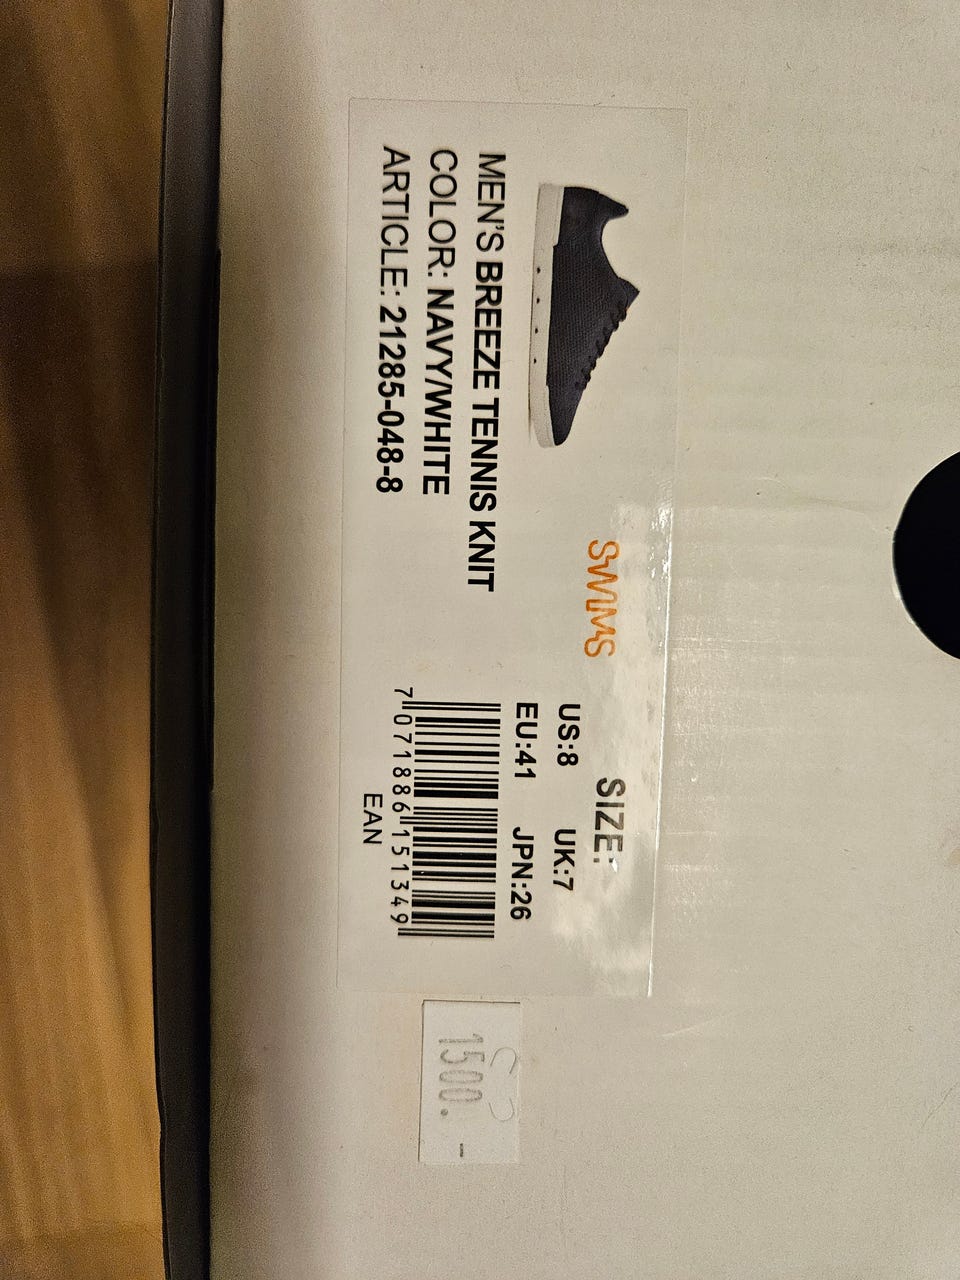 SWIMS
MEN'S BREEZE TENNIS KNIT
COLOR: NAVY/WHITE
ARTICLE: 21285-048-8
SIZE:
US:8 UK:7
EU:41 JPN:26
7 071886 151349
EAN
1500.-